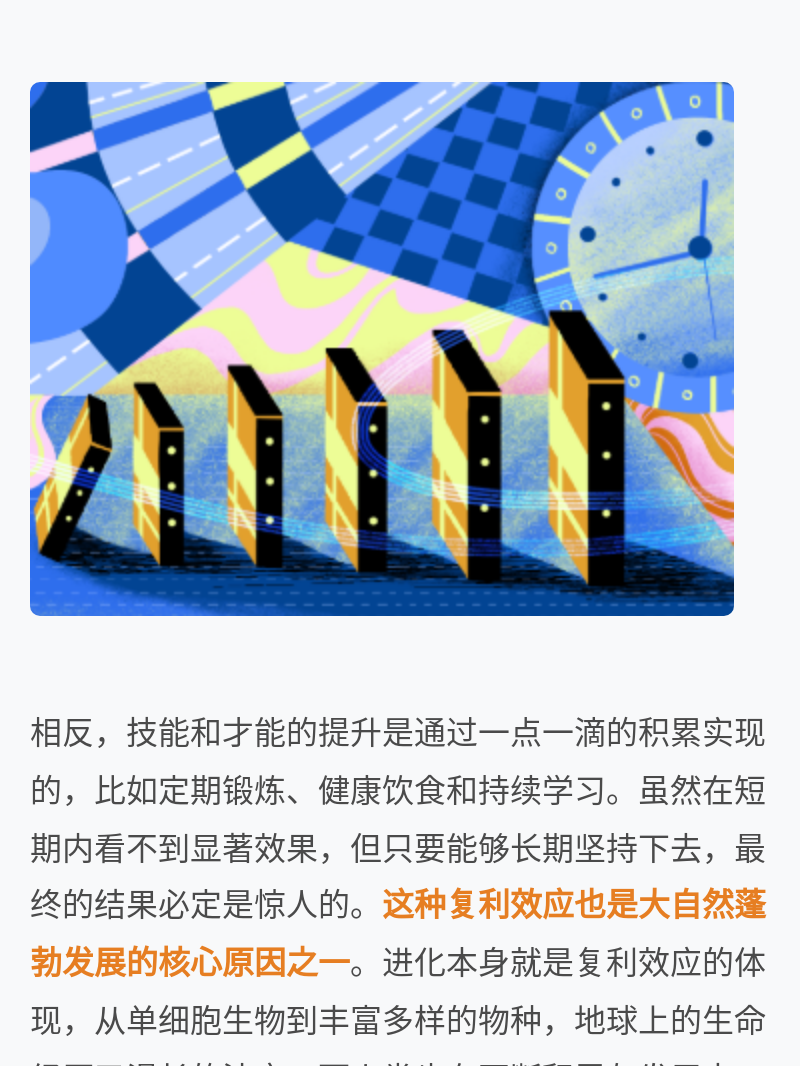 相反，技能和才能的提升是通过一点一滴的积累实现
的，比如定期锻炼、健康饮食和持续学习。虽然在短
期内看不到显著效果，但只要能够长期坚持下去，最
终的结果必定是惊人的。这种复利效应也是大自然蓬
勃发展的核心原因之一。进化本身就是复利效应的体
现，从单细胞生物到丰富多样的物种，地球上的生命